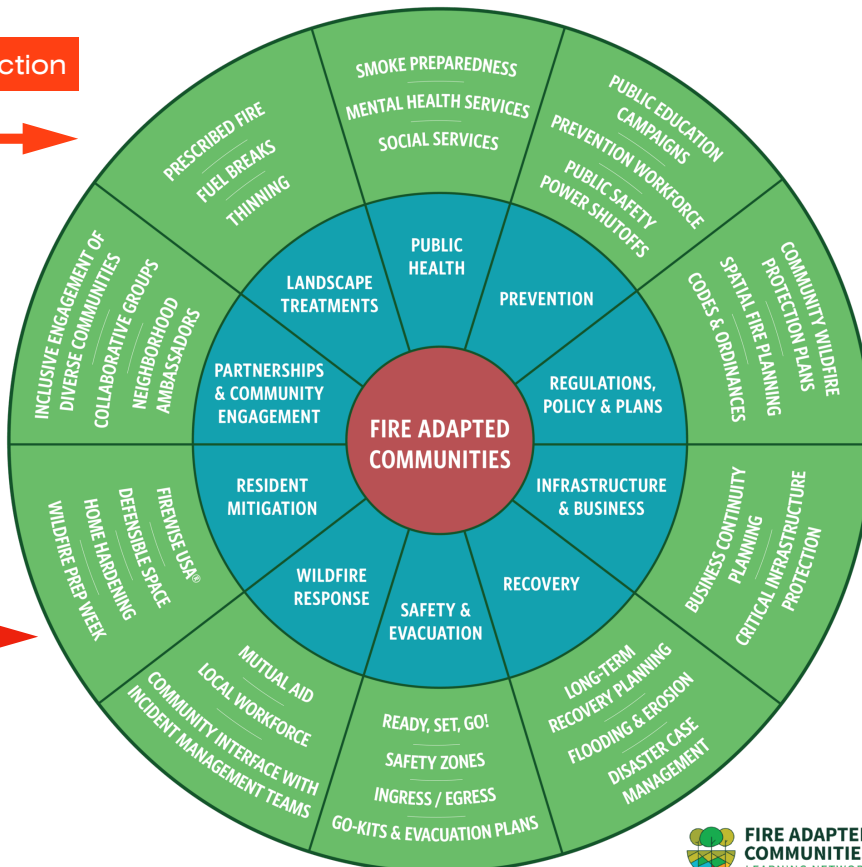 ction
SMOKE PREPAREDNESS
MENTAL HEALTH SERVICES
SOCIAL SERVICES
PUBLIC EDUCATION
CAMPAIGNS
PREVENTION WORKFORCE
PUBLIC SAFETY
POWER SHUTOFFS
COMMUNITY WILDFIRE
PROTECTION PLANS
SPATIAL FIRE PLANNING
CODES & ORDINANCES
BUSINESS CONTINUITY
PLANNING
CRITICAL INFRASTRUCTURE
PROTECTION
LONG-TERM
RECOVERY PLANNING
FLOODING & EROSION
DISASTER CASE
MANAGEMENT
READY, SET, GO!
SAFETY ZONES
INGRESS / EGRESS
GO-KITS & EVACUATION PLANS
MUTUAL AID
LOCAL WORKFORCE
COMMUNITY INTERFACE WITH
INCIDENT MANAGEMENT TEAMS
FIREWISE USA®
DEFENSIBLE SPACE
HOME HARDENING
WILDFIRE PREP WEEK
INCLUSIVE ENGAGEMENT OF
DIVERSE COMMUNITIES
COLLABORATIVE GROUPS
NEIGHBORHOOD
AMBASSADORS
PRESCRIBED FIRE
FUEL BREAKS
THINNING
PUBLIC
HEALTH
PREVENTION
REGULATIONS,
POLICY & PLANS
INFRASTRUCTURE
& BUSINESS
RECOVERY
SAFETY &
EVACUATION
WILDFIRE
RESPONSE
RESIDENT
MITIGATION
PARTNERSHIPS
& COMMUNITY
ENGAGEMENT
LANDSCAPE
TREATMENTS
FIRE ADAPTED
COMMUNITIES
FIRE ADAPTED
COMMUNITIE